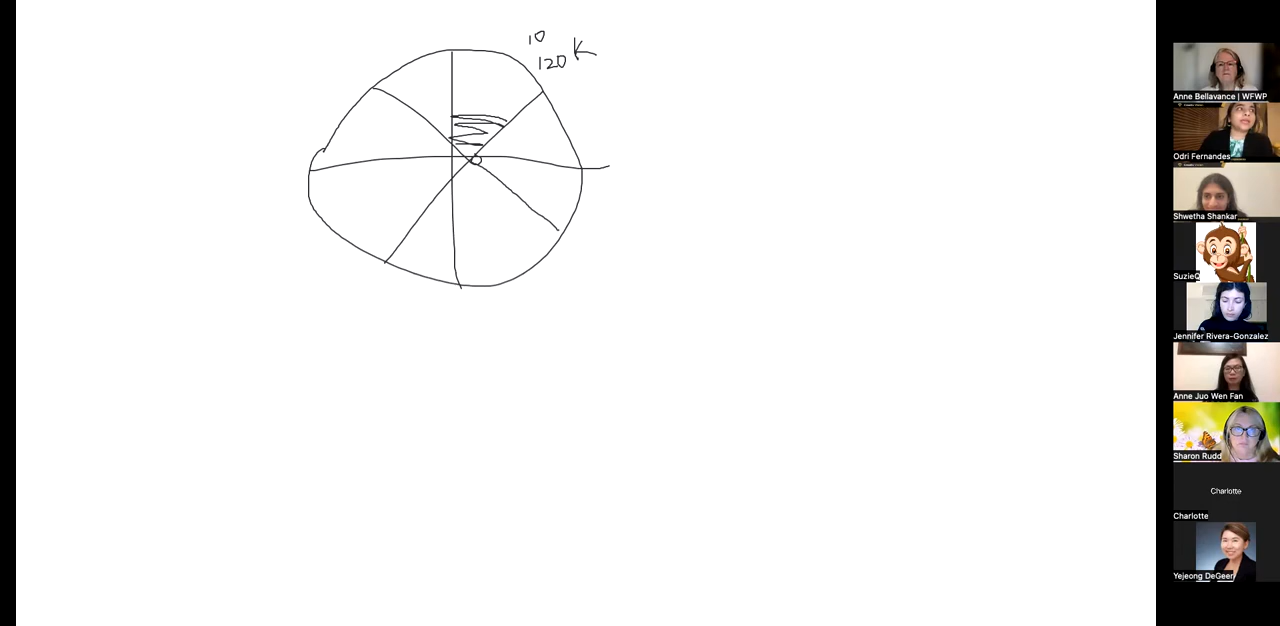 10
120 K
Anne Bellavance | WFWP
Odri Fernandes
Shwetha Shankar
SuzieQ
Jennifer Rivera-Gonzalez
Anne Juo Wen Fan
Sharon Rudd
Charlotte
Charlotte
Yejeong DeGeer